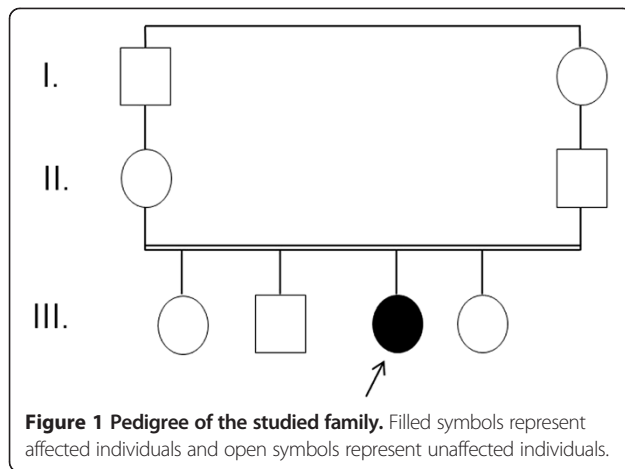 I.
II.
III.
Figure 1 Pedigree of the studied family. Filled symbols represent
affected individuals and open symbols represent unaffected individuals.